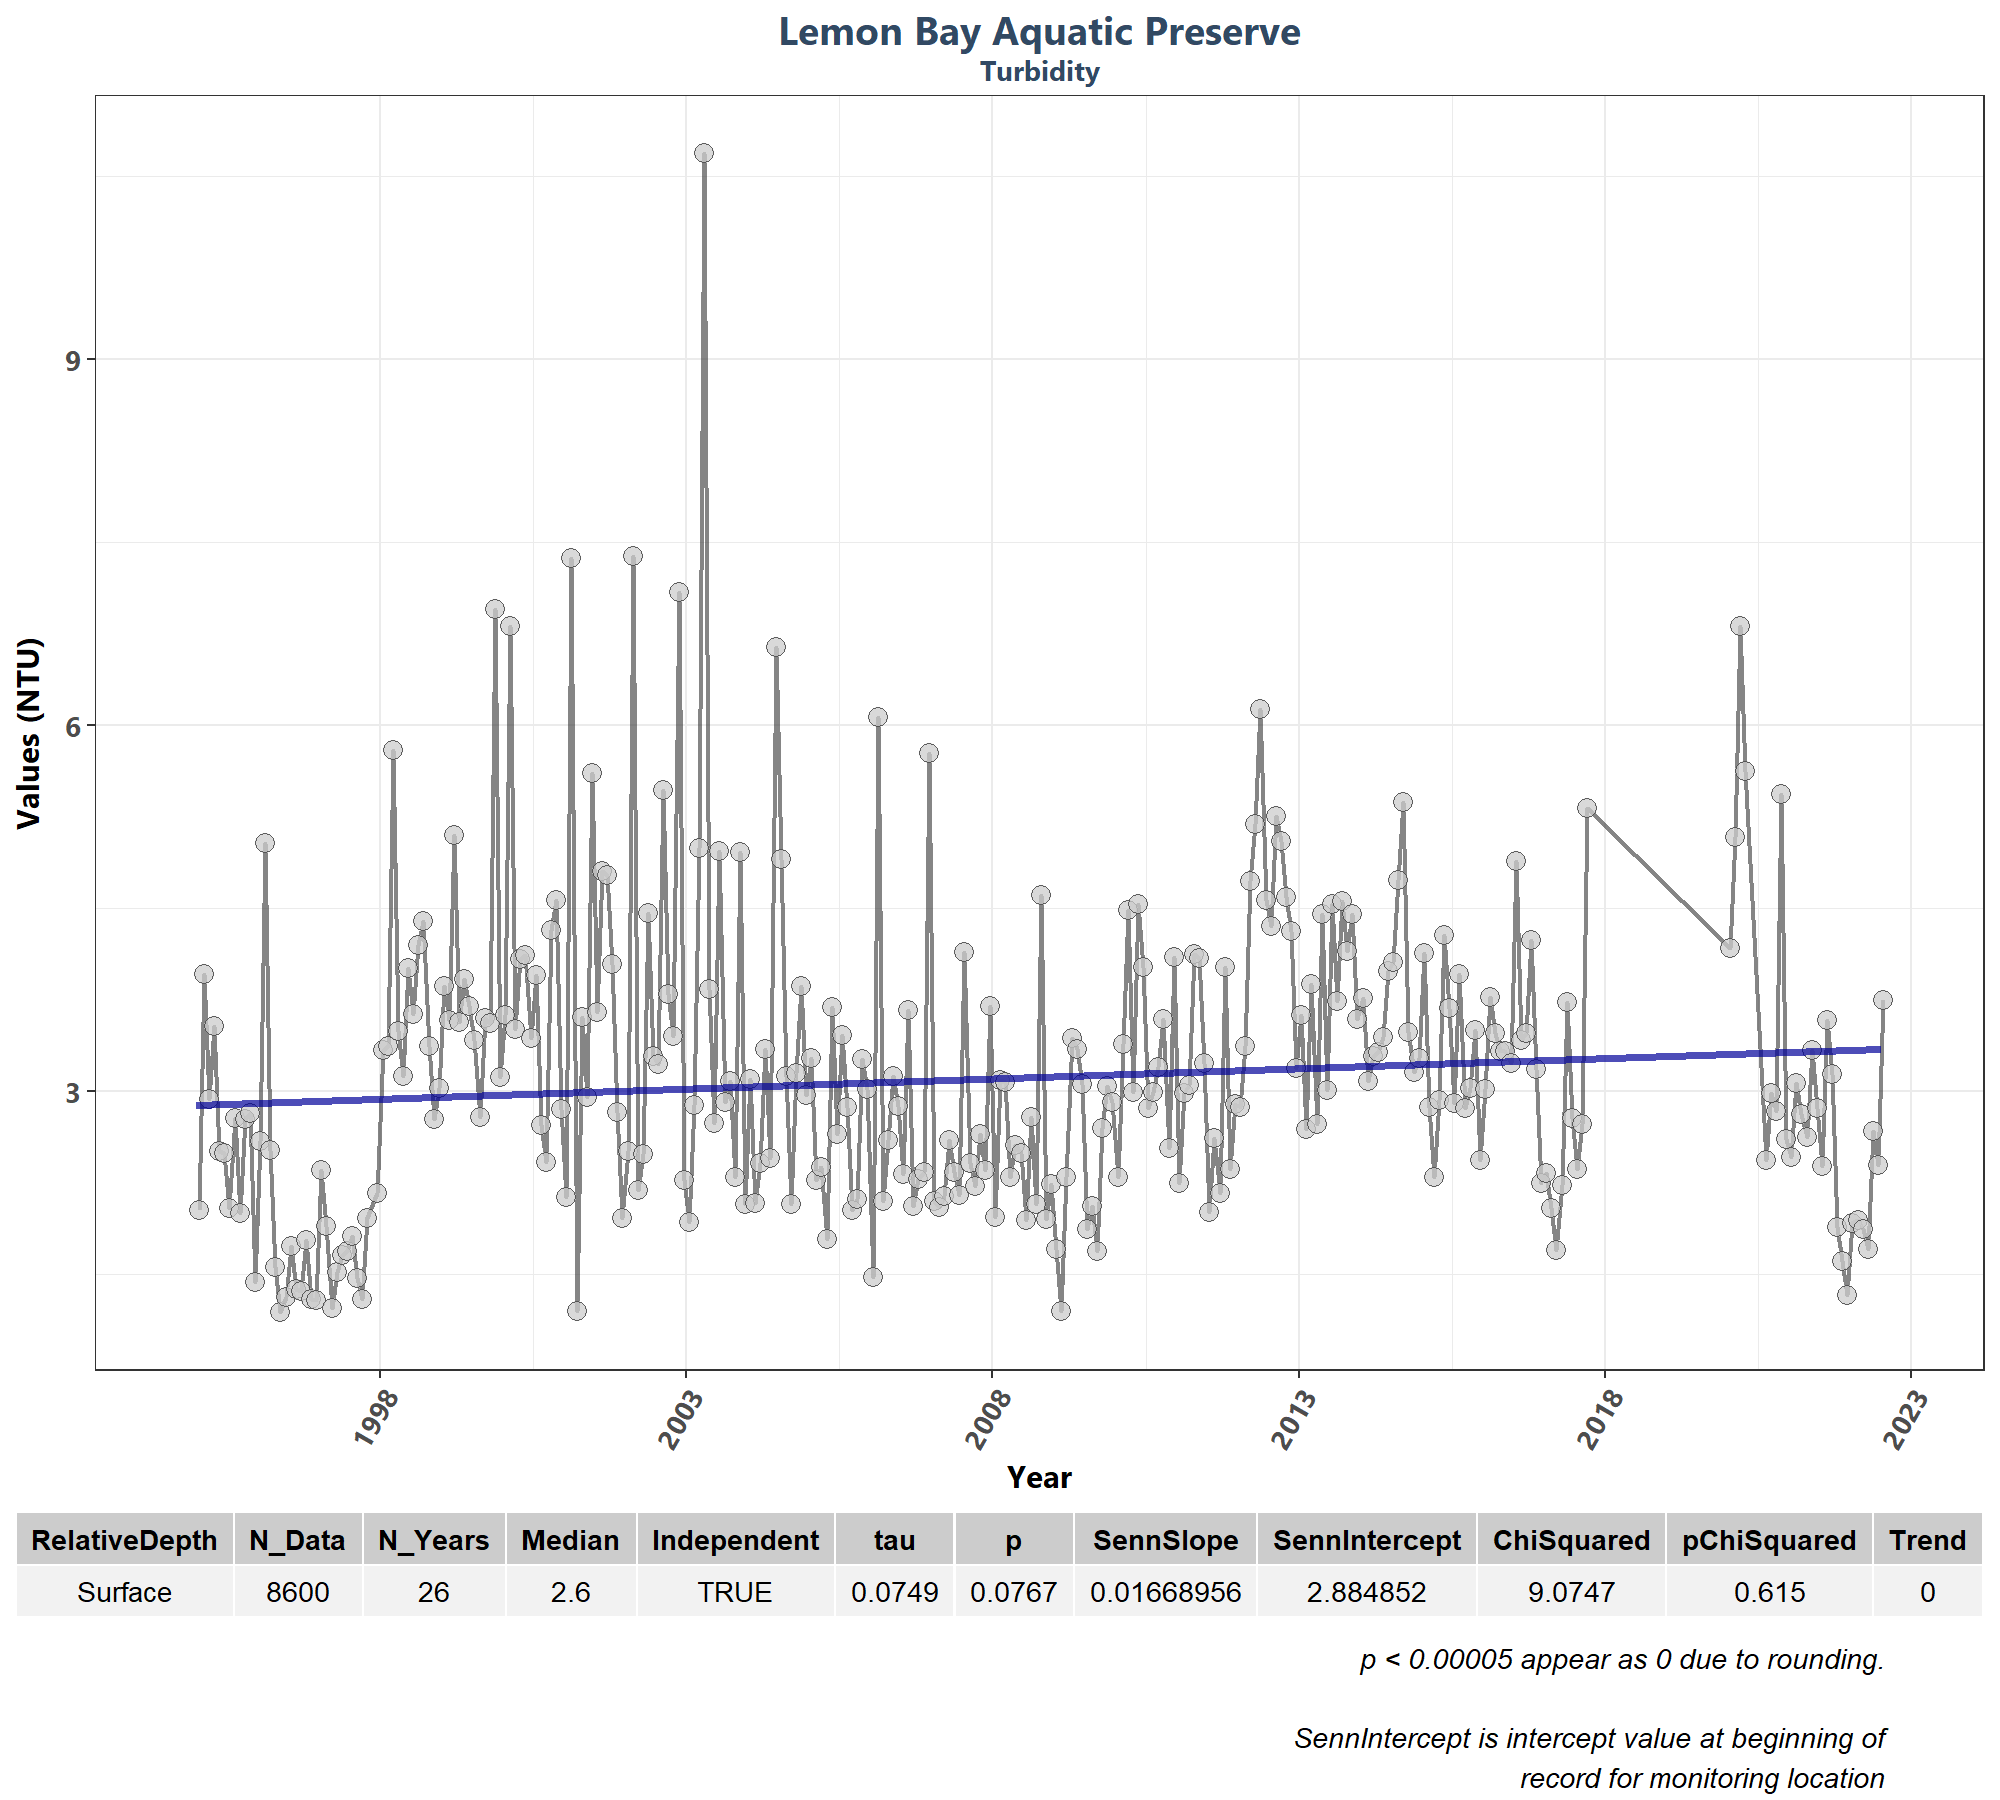 Lemon Bay Aquatic Preserve
Turbidity
Values (NTU)
9
6
3
1998
2003
2008
2013
2018
2023
Year
RelativeDepth N_Data N_Years Median Independent tau p SennSlope SennIntercept ChiSquared pChiSquared Trend
Surface 8600 26 2.6 TRUE 0.0749 0.0767 0.01668956 2.884852 9.0747 0.615 0
p < 0.00005 appear as 0 due to rounding.
SennIntercept is intercept value at beginning of
record for monitoring location